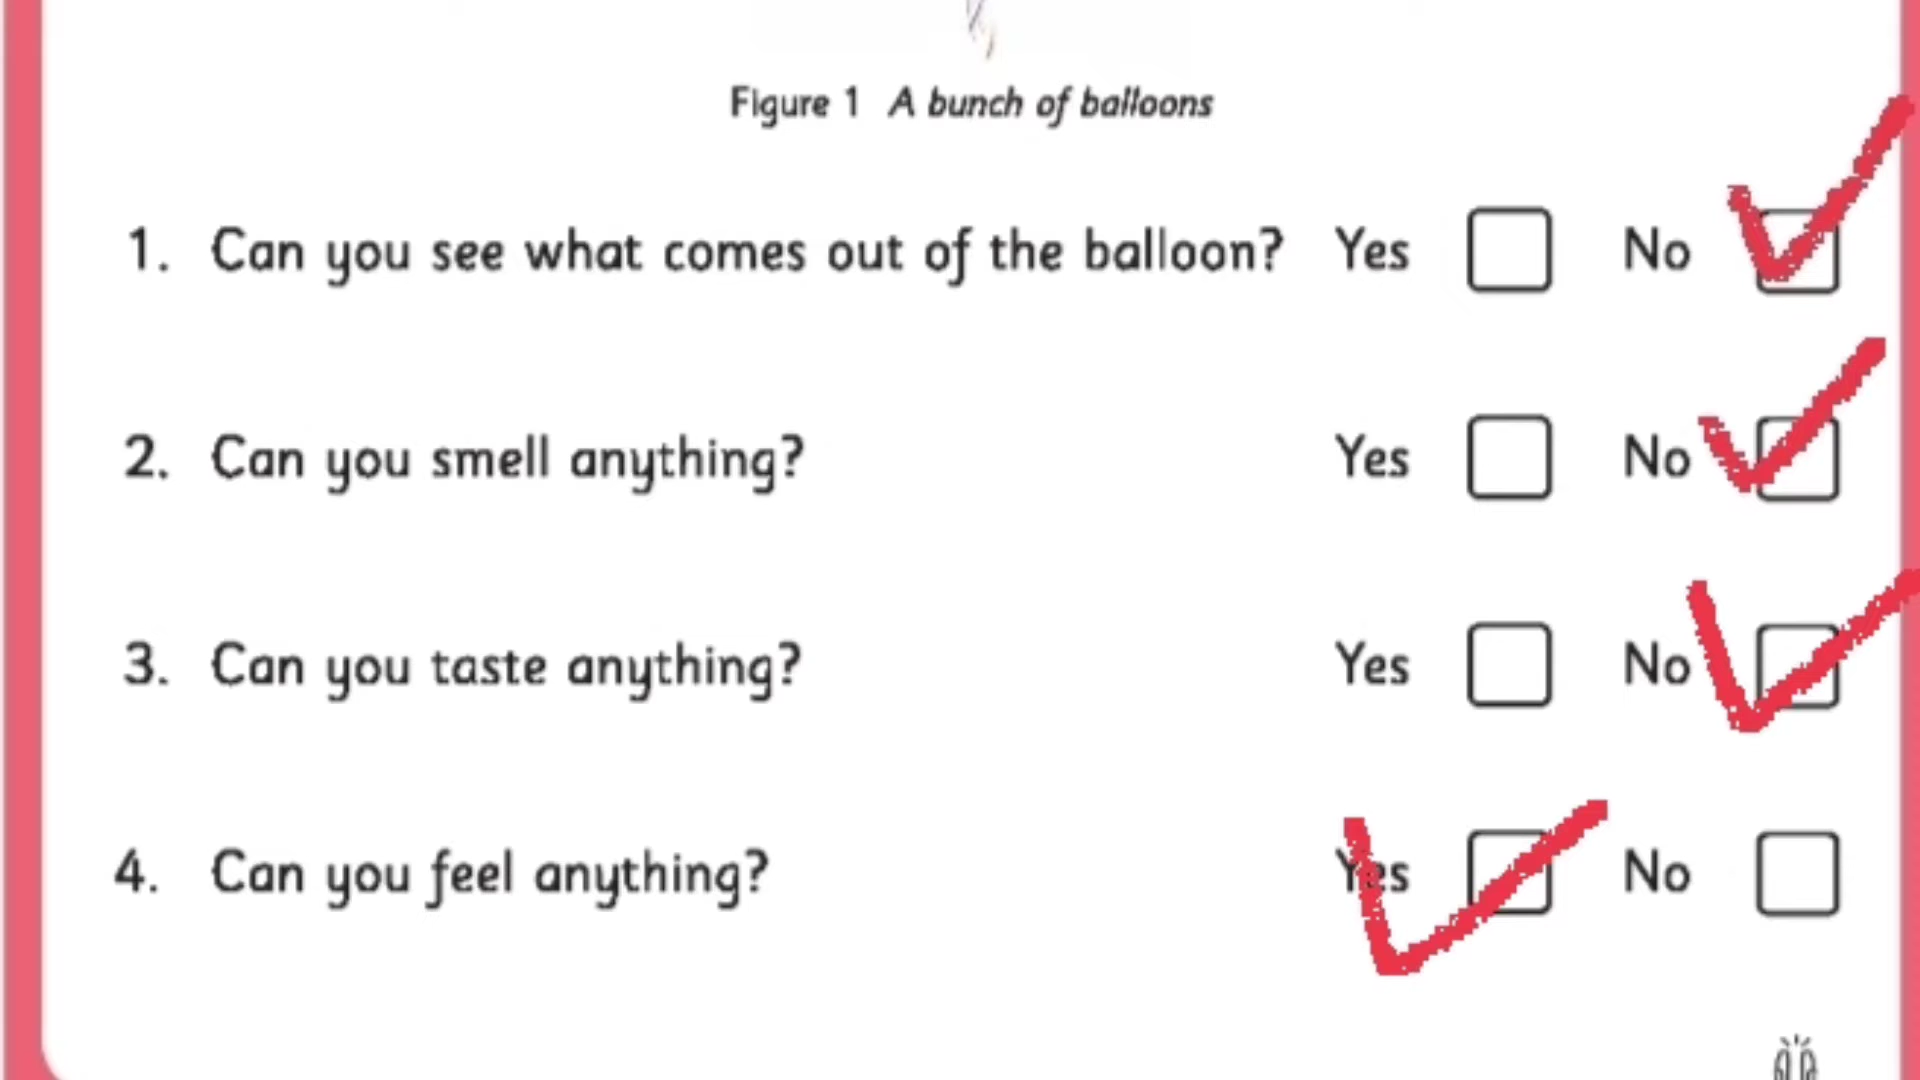 Figure 1 A bunch of balloons
1. Can you see what comes out of the balloon? Yes No
2. Can you smell anything? Yes No
3. Can you taste anything? Yes No
4. Can you feel anything? Yes No